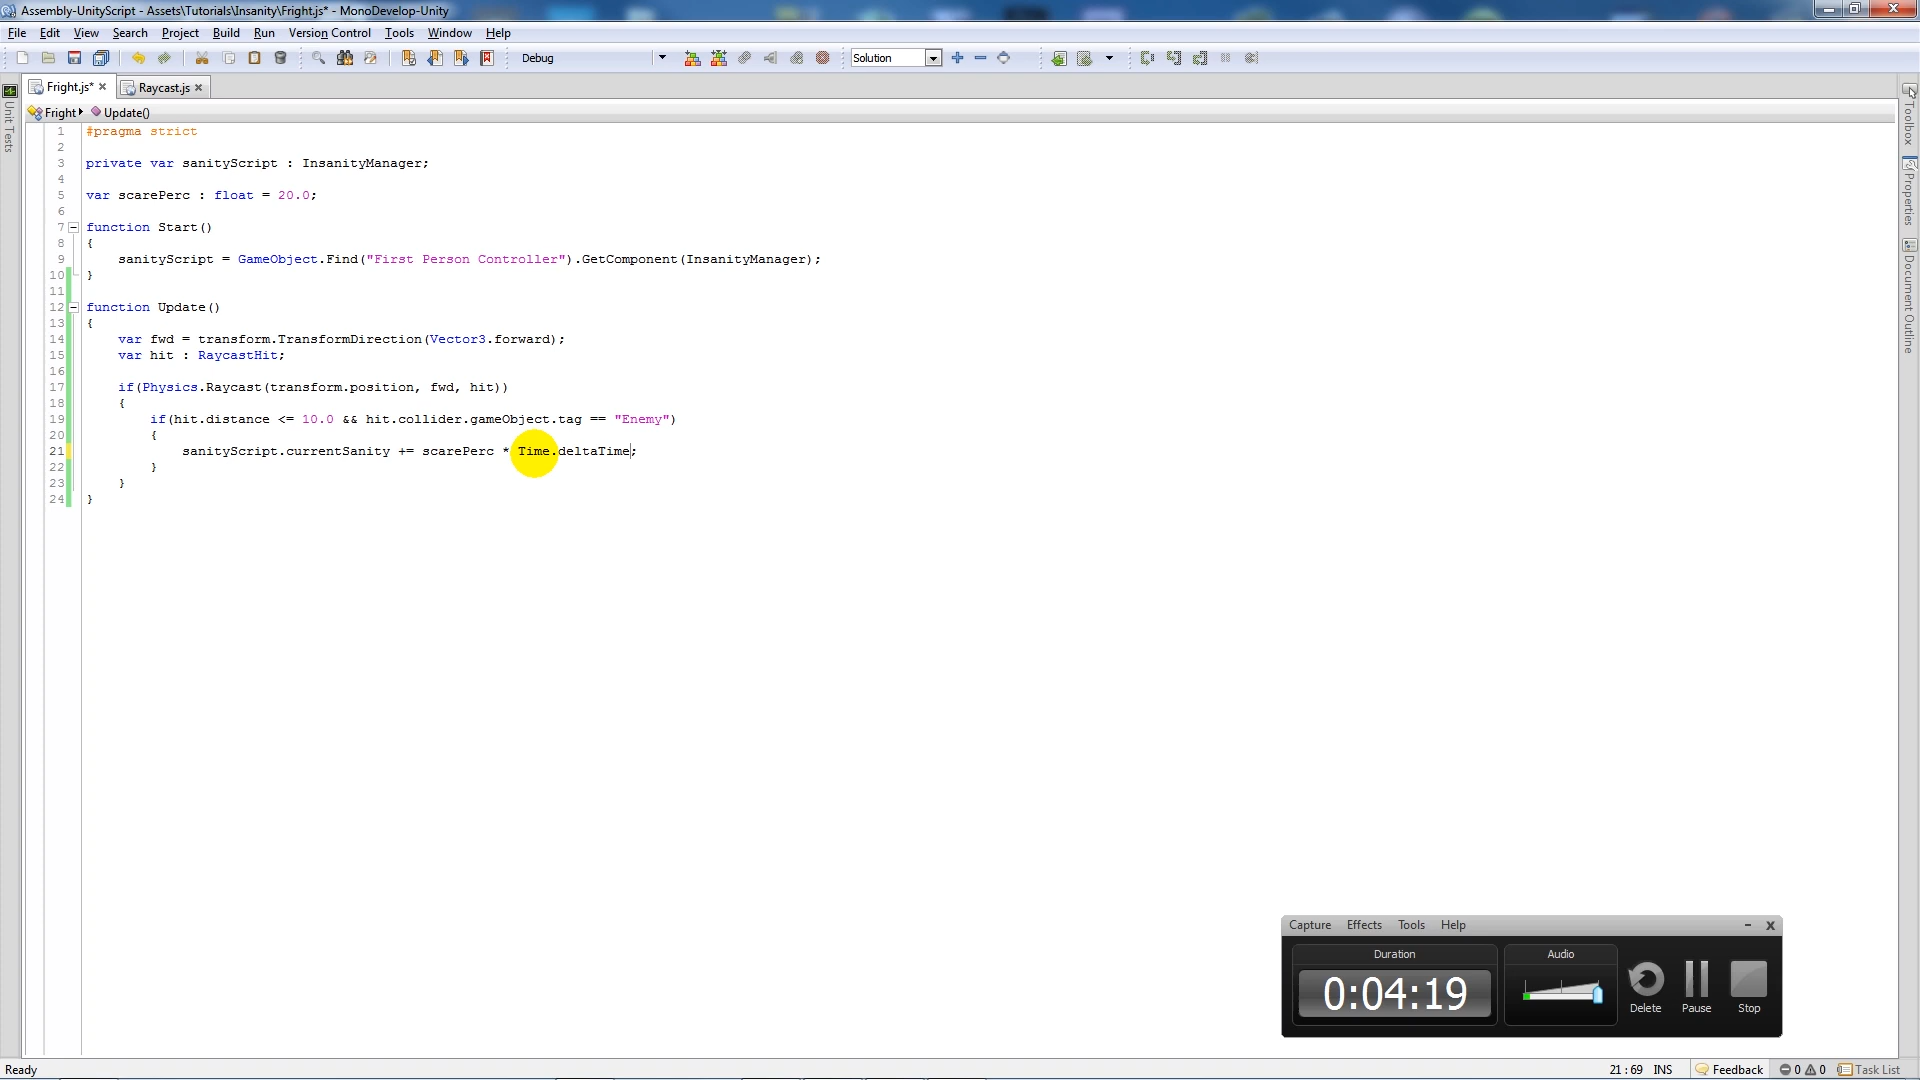 Assembly-UnityScript - Assets\Tutorials\Insanity\Fright.js* - MonoDevelop-Unity
File Edit View Search Project Build Run Version Control Tools Window Help
Debug Solution
Fright.js* Raycast.js
Fright Update()
Unit Tests
Toolbox
Properties
Document Outline
1 #pragma strict
2
3 private var sanityScript : InsanityManager;
4
5 var scarePerc : float = 20.0;
6
7 function Start()
8 {
9 sanityScript = GameObject.Find("First Person Controller").GetComponent(InsanityManager);
10 }
11
12 function Update()
13 {
14 var fwd = transform.TransformDirection(Vector3.forward);
15 var hit : RaycastHit;
16
17 if(Physics.Raycast(transform.position, fwd, hit))
18 {
19 if(hit.distance <= 10.0 && hit.collider.gameObject.tag == "Enemy")
20 {
21 sanityScript.currentSanity += scarePerc * Time.deltaTime;
22 }
23 }
24 }
Capture Effects Tools Help
Duration Audio
0:04:19
Delete Pause Stop
Ready 21 : 69 INS Feedback 0 0 Task List